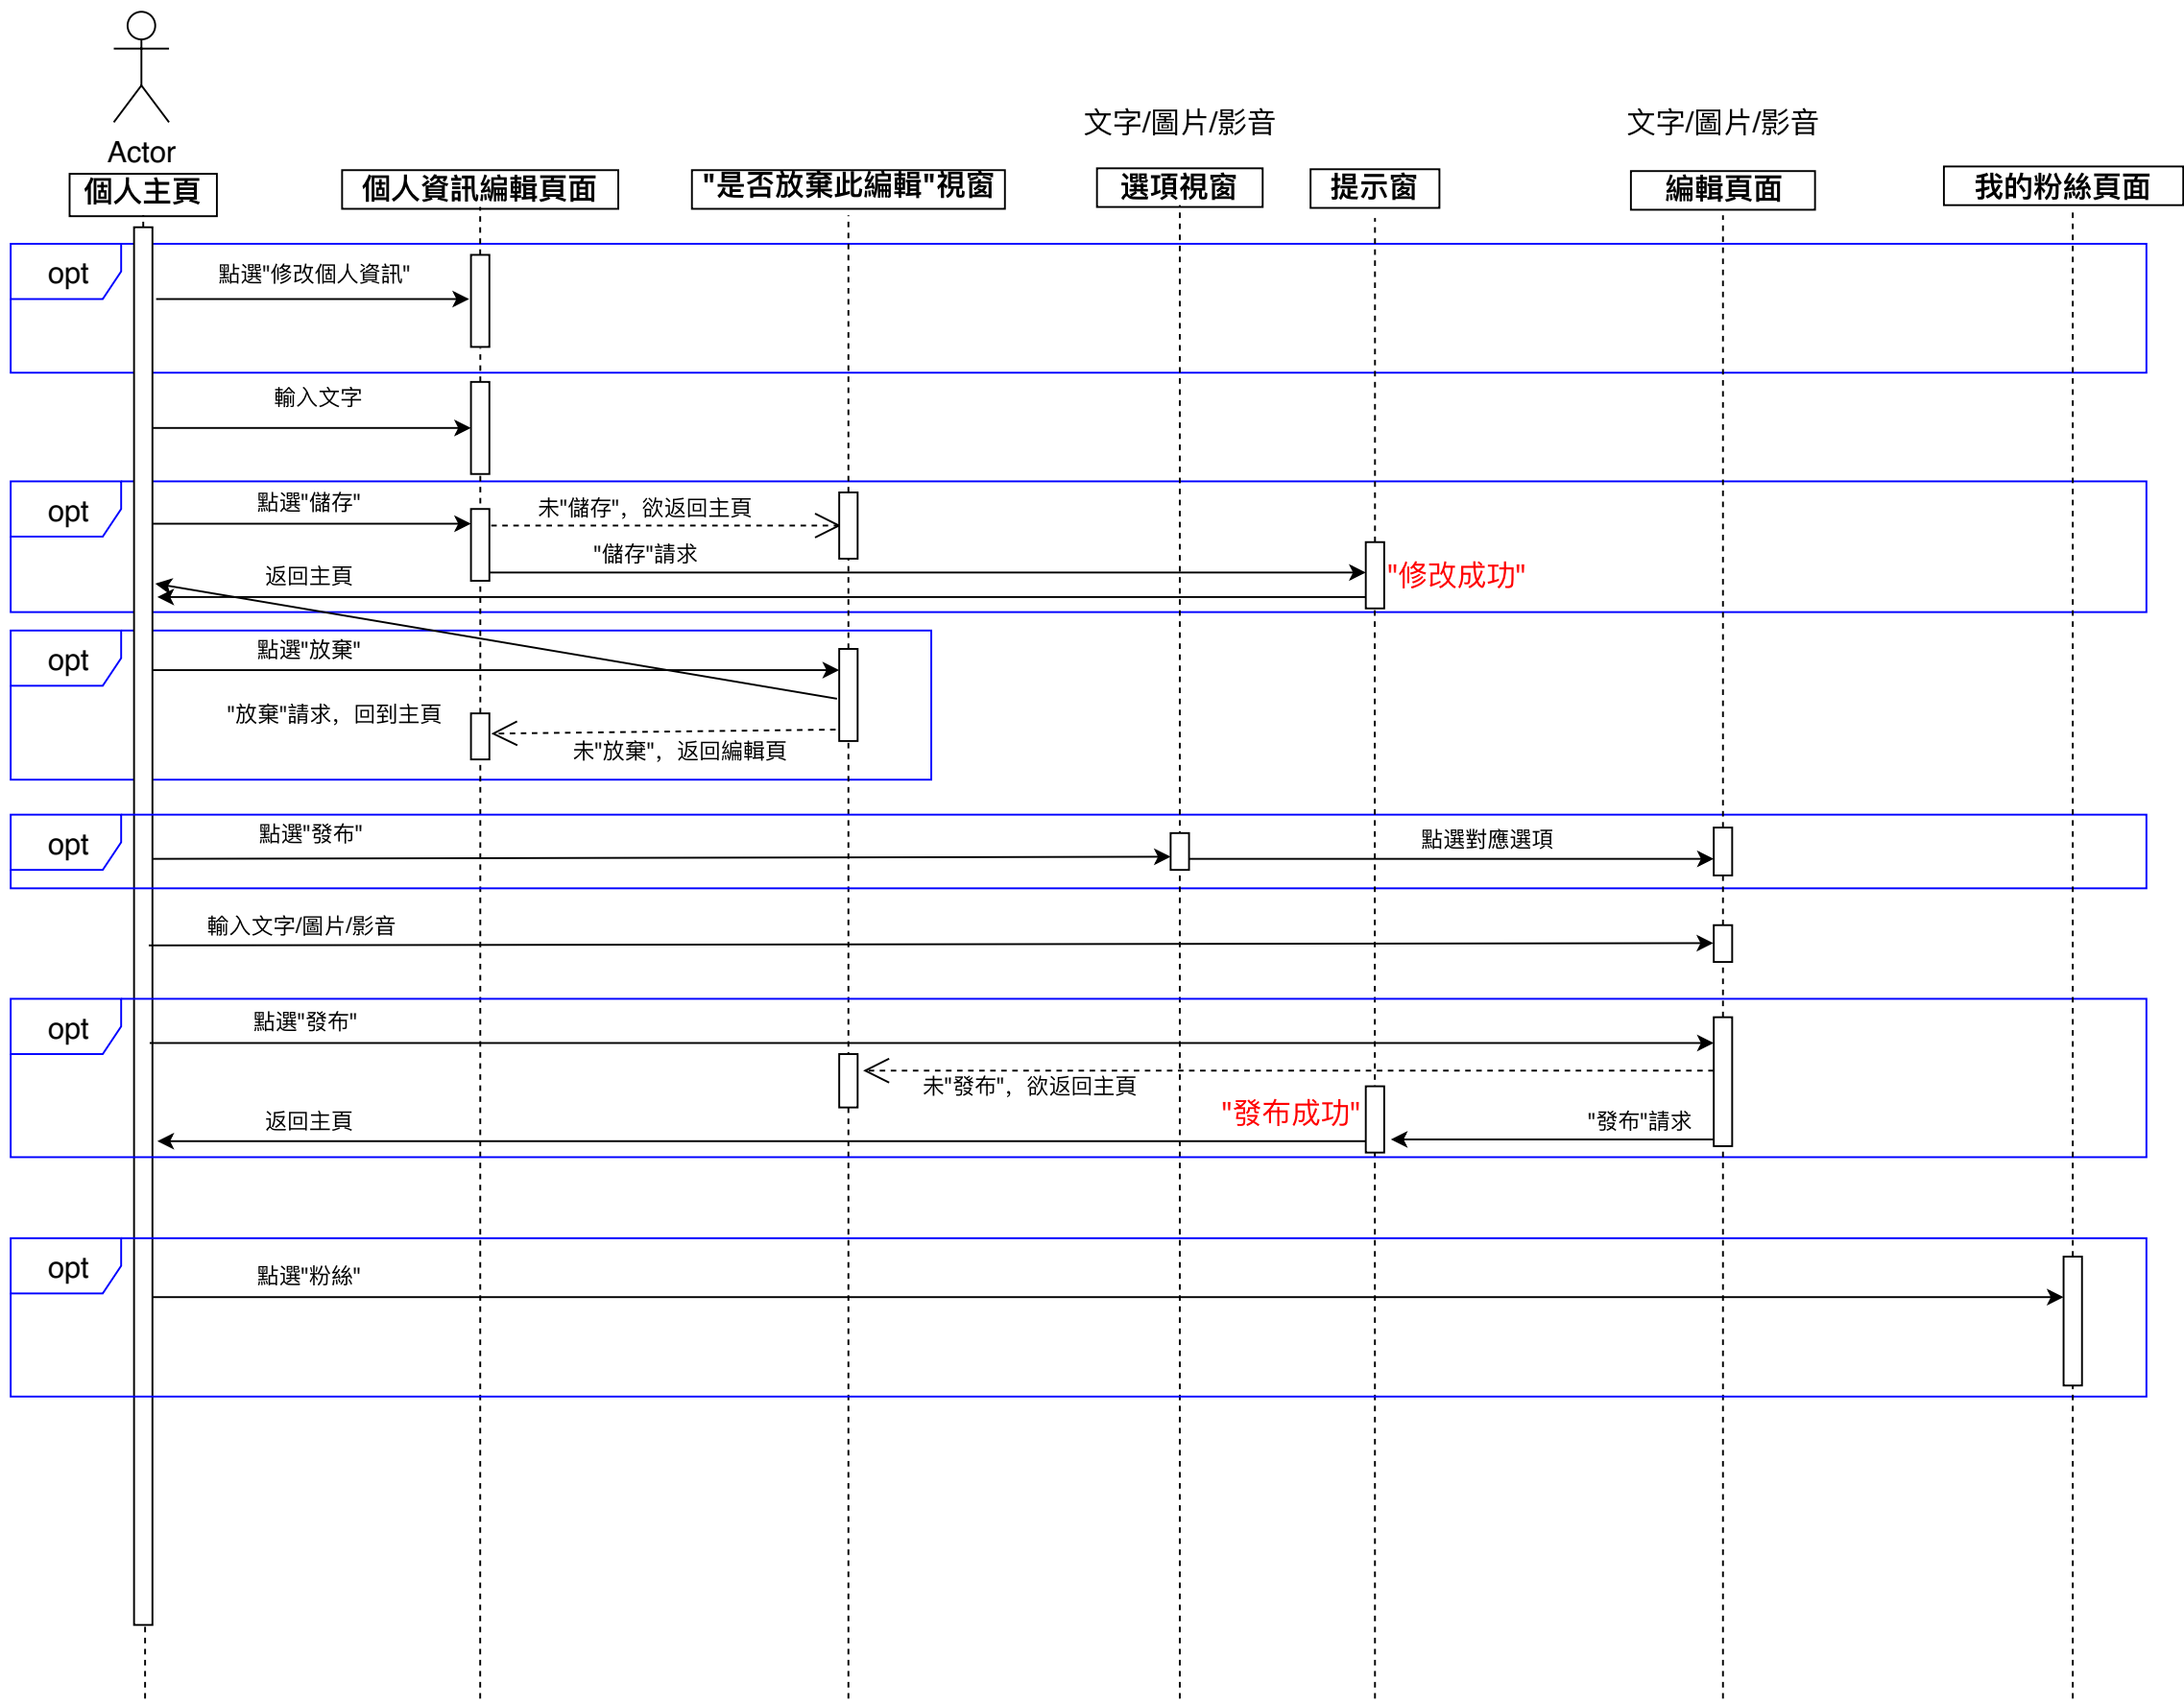 文字/圖片/影音
文字/圖片/影音
Actor
個人主頁
個人資訊編輯頁面
"是否放棄此編輯"視窗
選項視窗
提示窗
編輯頁面
我的粉絲頁面
opt
點選"修改個人資訊"
輸入文字
opt
點選"儲存"
未"儲存"，欲返回主頁
"儲存"請求
返回主頁
"修改成功"
opt
點選"放棄"
"放棄"請求，回到主頁
未"放棄"，返回編輯頁
opt
點選"發布"
點選對應選項
輸入文字/圖片/影音
opt
點選"發布"
未"發布"，欲返回主頁
"發布成功"
返回主頁
"發布"請求
opt
點選"粉絲"